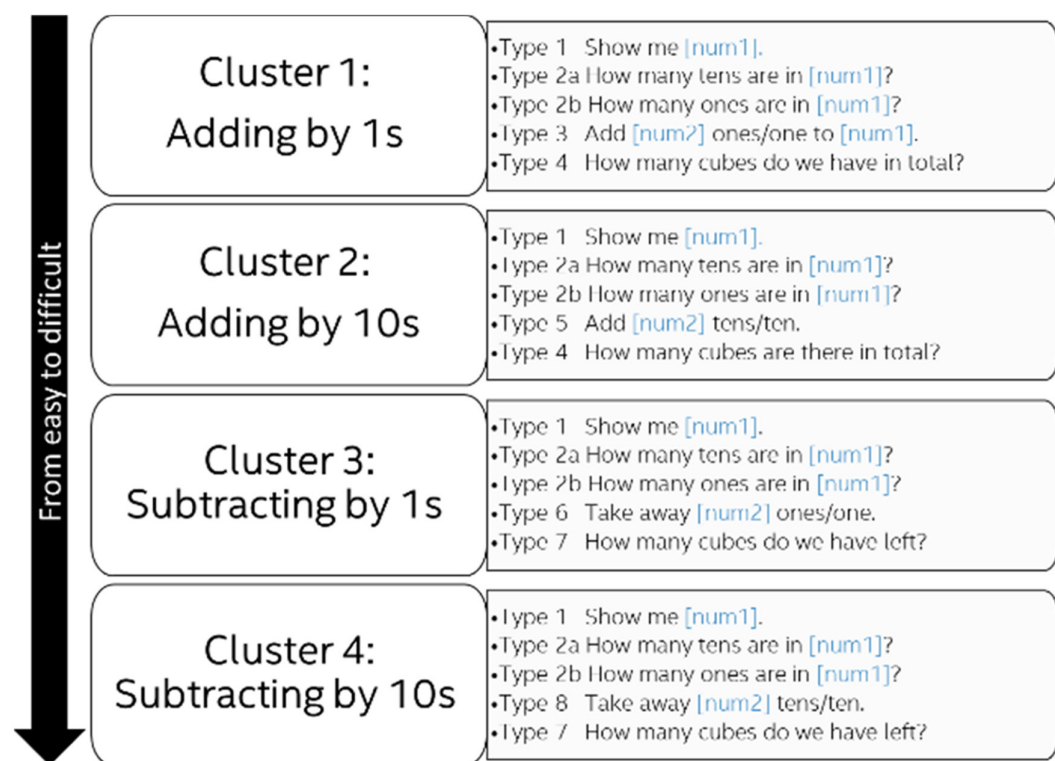 From easy to difficult
Cluster 1:
Adding by 1s
•Type 1 Show me [num1].
•Type 2a How many tens are in [num1]?
•Type 2b How many ones are in [num1]?
•Type 3 Add [num2] ones/one to [num1].
•Type 4 How many cubes do we have in total?
Cluster 2:
Adding by 10s
•Type 1 Show me [num1].
•Type 2a How many tens are in [num1]?
•Type 2b How many ones are in [num1]?
•Type 5 Add [num2] tens/ten.
•Type 4 How many cubes are there in total?
Cluster 3:
Subtracting by 1s
•Type 1 Show me [num1].
•Type 2a How many tens are in [num1]?
•Type 2b How many ones are in [num1]?
•Type 6 Take away [num2] ones/one.
•Type 7 How many cubes do we have left?
Cluster 4:
Subtracting by 10s
•Type 1 Show me [num1].
•Type 2a How many tens are in [num1]?
•Type 2b How many ones are in [num1]?
•Type 8 Take away [num2] tens/ten.
•Type 7 How many cubes do we have left?